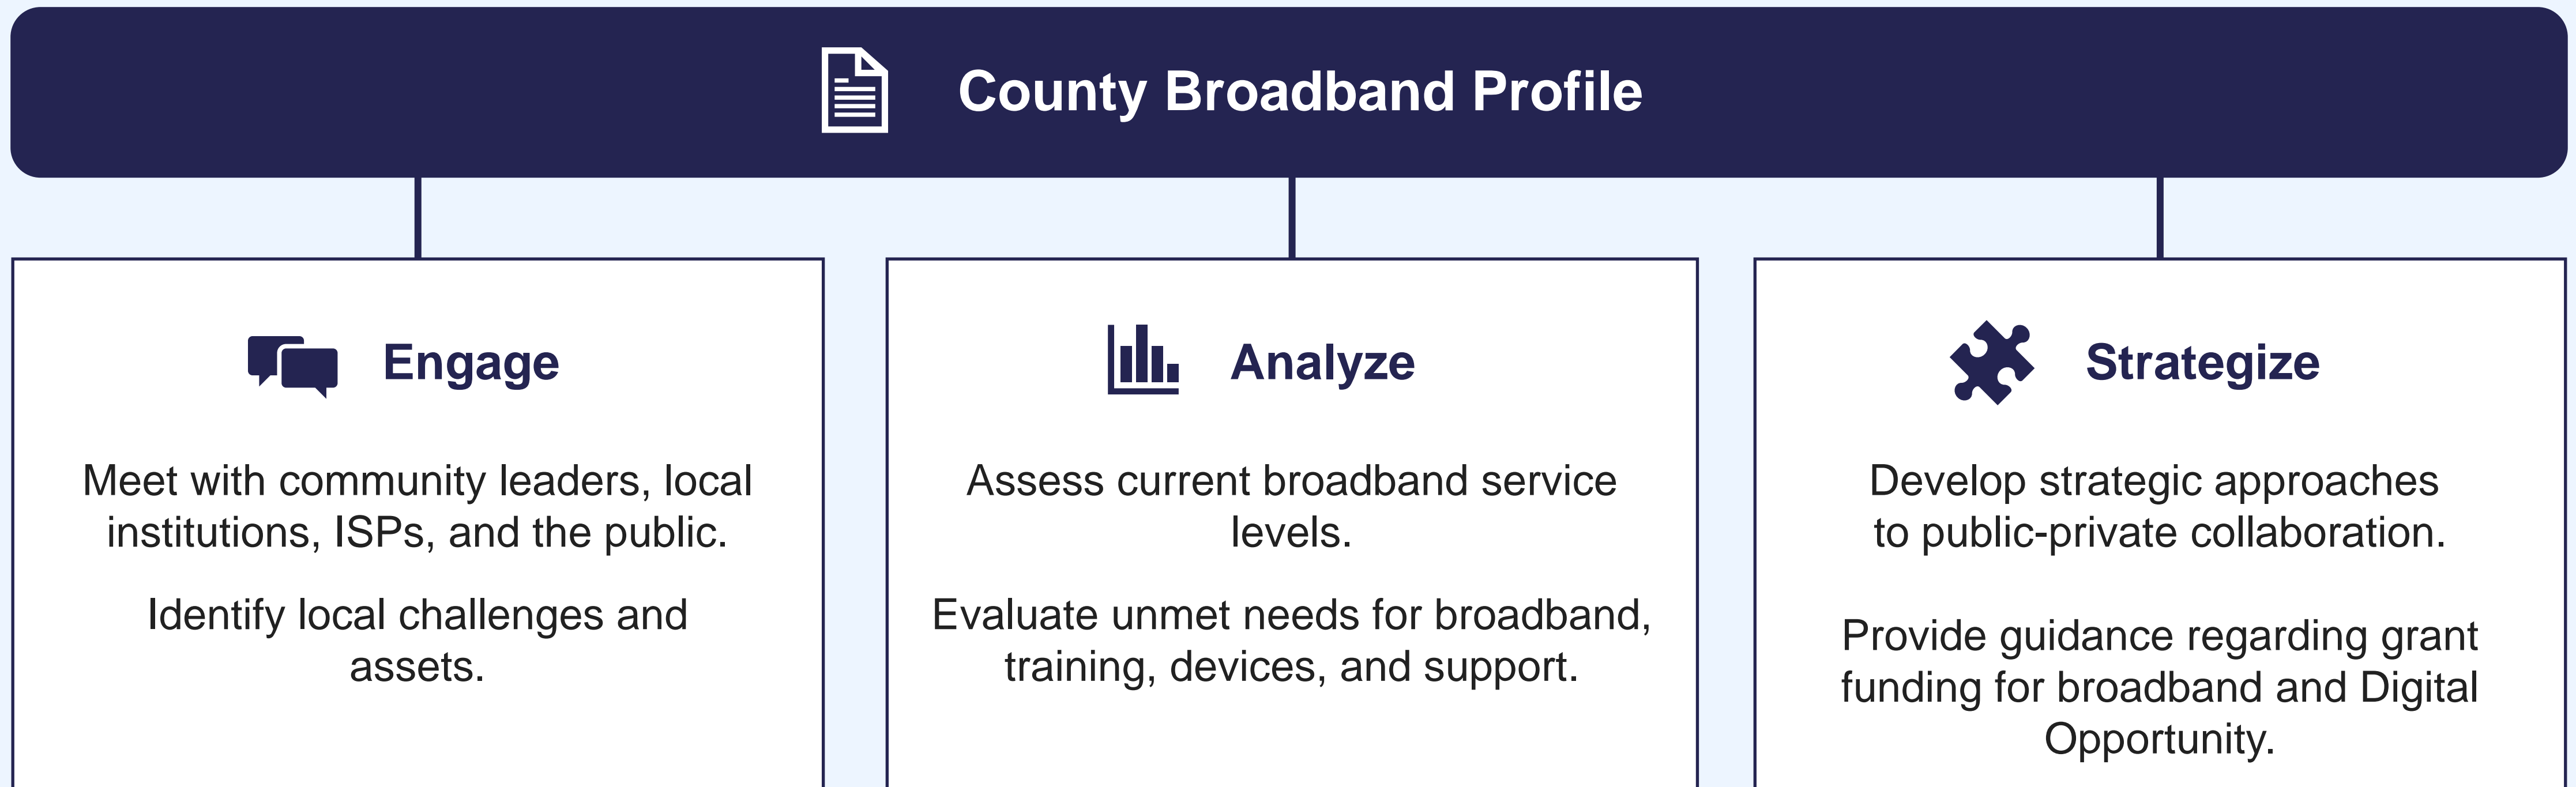 County Broadband Profile
Engage
Meet with community leaders, local
institutions, ISPs, and the public.
Identify local challenges and
assets.
Analyze
Assess current broadband service
levels.
Evaluate unmet needs for broadband,
training, devices, and support.
Strategize
Develop strategic approaches
to public-private collaboration.
Provide guidance regarding grant
funding for broadband and Digital
Opportunity.